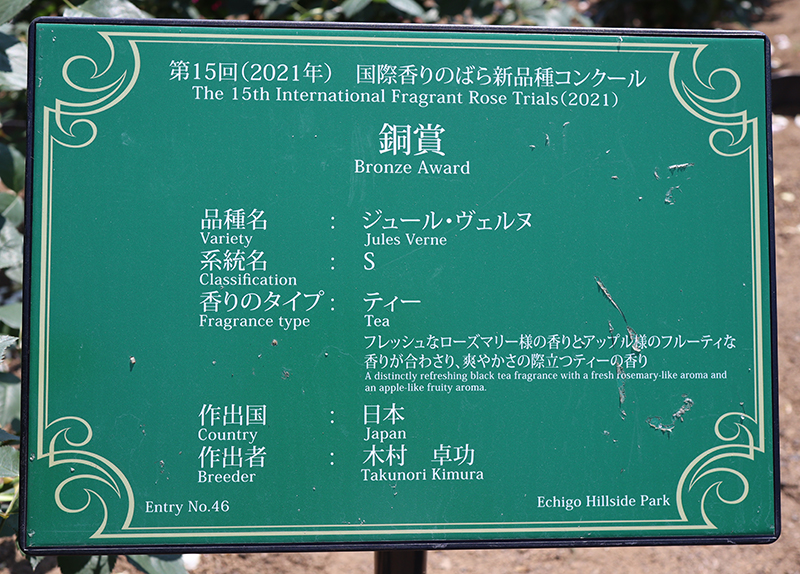 第15回(2021年) 国際香りのばら新品種コンクール
The 15th International Fragrant Rose Trials(2021)
銅賞
Bronze Award
品種名 : ジュール・ヴェルヌ
Variety Jules Verne
系統名 : S
Classification
香りのタイプ : ティー
Fragrance type Tea
フレッシュなローズマリー様の香りとアップル様のフルーティな
香りが合わさり、爽やかさの際立つティーの香り
A distinctly refreshing black tea fragrance with a fresh rosemary-like aroma and
an apple-like fruity aroma.
作出国 : 日本
Country Japan
作出者 : 木村 卓功
Breeder Takunori Kimura
Entry No.46 Echigo Hillside Park